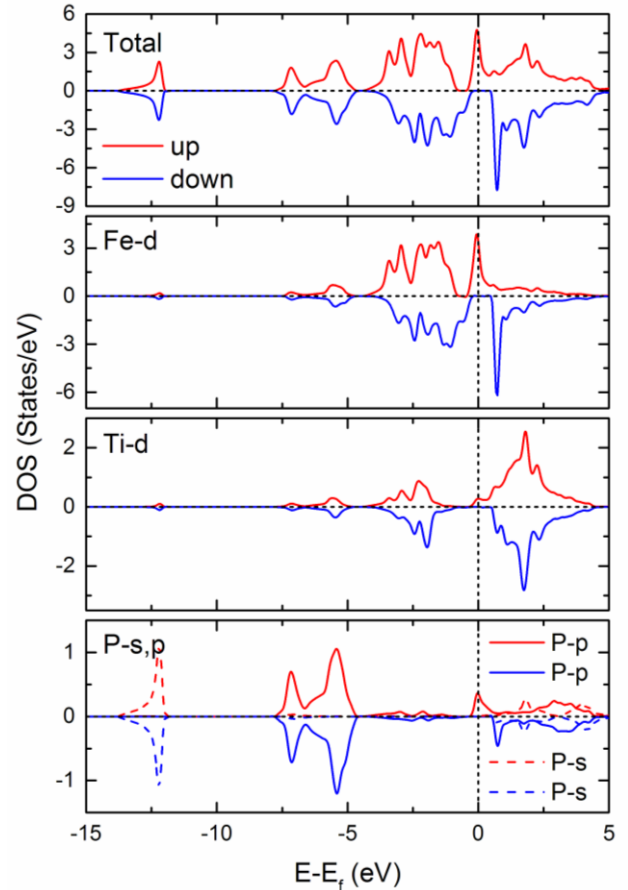 6
Total
3
0
-3
up
-6
down
-9
Fe-d
3
0
-3
-6
Ti-d
2
0
-2
P-s,p
P-p
1
P-p
0
P-s
-1
P-s
-15 -10 -5 0 5
E-E_f (eV)
DOS (States/eV)